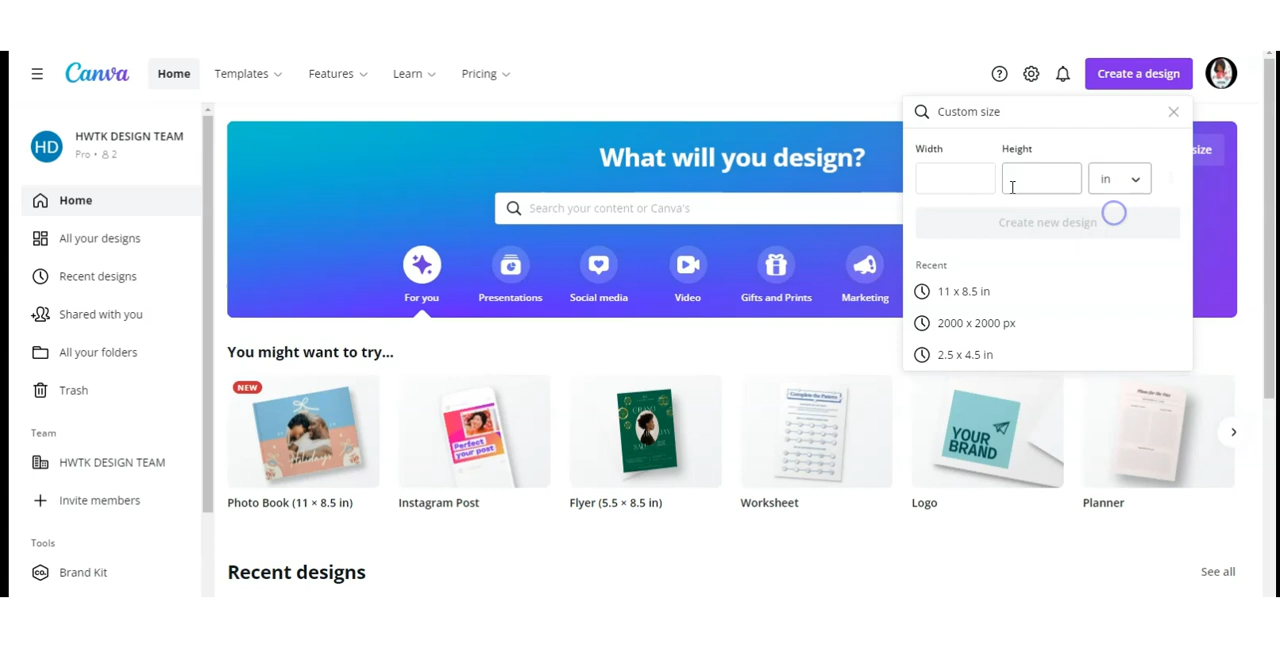 Canva Home Templates Features Learn Pricing Create a design
HD HWTK DESIGN TEAM
Pro • 2
Home
All your designs
Recent designs
Shared with you
All your folders
Trash
Team
HWTK DESIGN TEAM
Invite members
Tools
co. Brand Kit
What will you design?
Search your content or Canva's
For you Presentations Social media Video Gifts and Prints Marketing
size
Custom size
Width Height
in
Create new design
Recent
11 x 8.5 in
2000 x 2000 px
2.5 x 4.5 in
You might want to try...
NEW
Perfect
your post
Complete the Pattern
YOUR
BRAND
Photo Book (11 × 8.5 in) Instagram Post Flyer (5.5 × 8.5 in) Worksheet Logo Planner
Recent designs See all